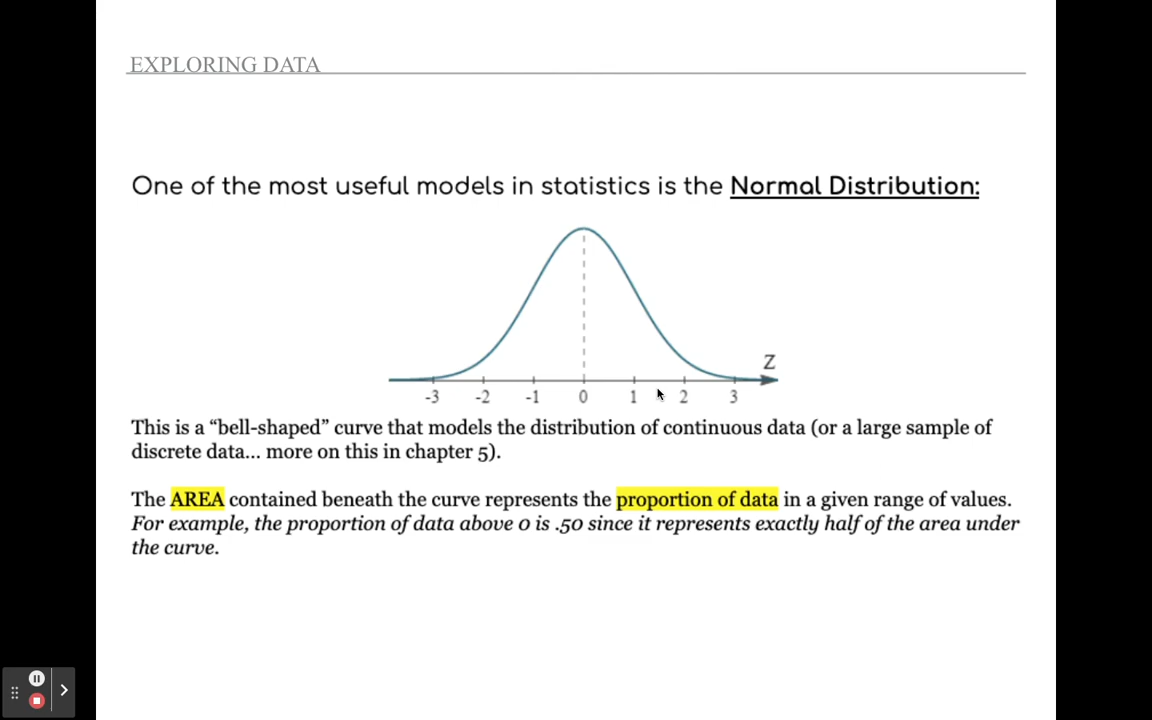 EXPLORING DATA
One of the most useful models in statistics is the Normal Distribution:
Z
-3 -2 -1 0 1 2 3
This is a “bell-shaped” curve that models the distribution of continuous data (or a large sample of
discrete data... more on this in chapter 5).
The AREA contained beneath the curve represents the proportion of data in a given range of values.
For example, the proportion of data above 0 is .50 since it represents exactly half of the area under
the curve.